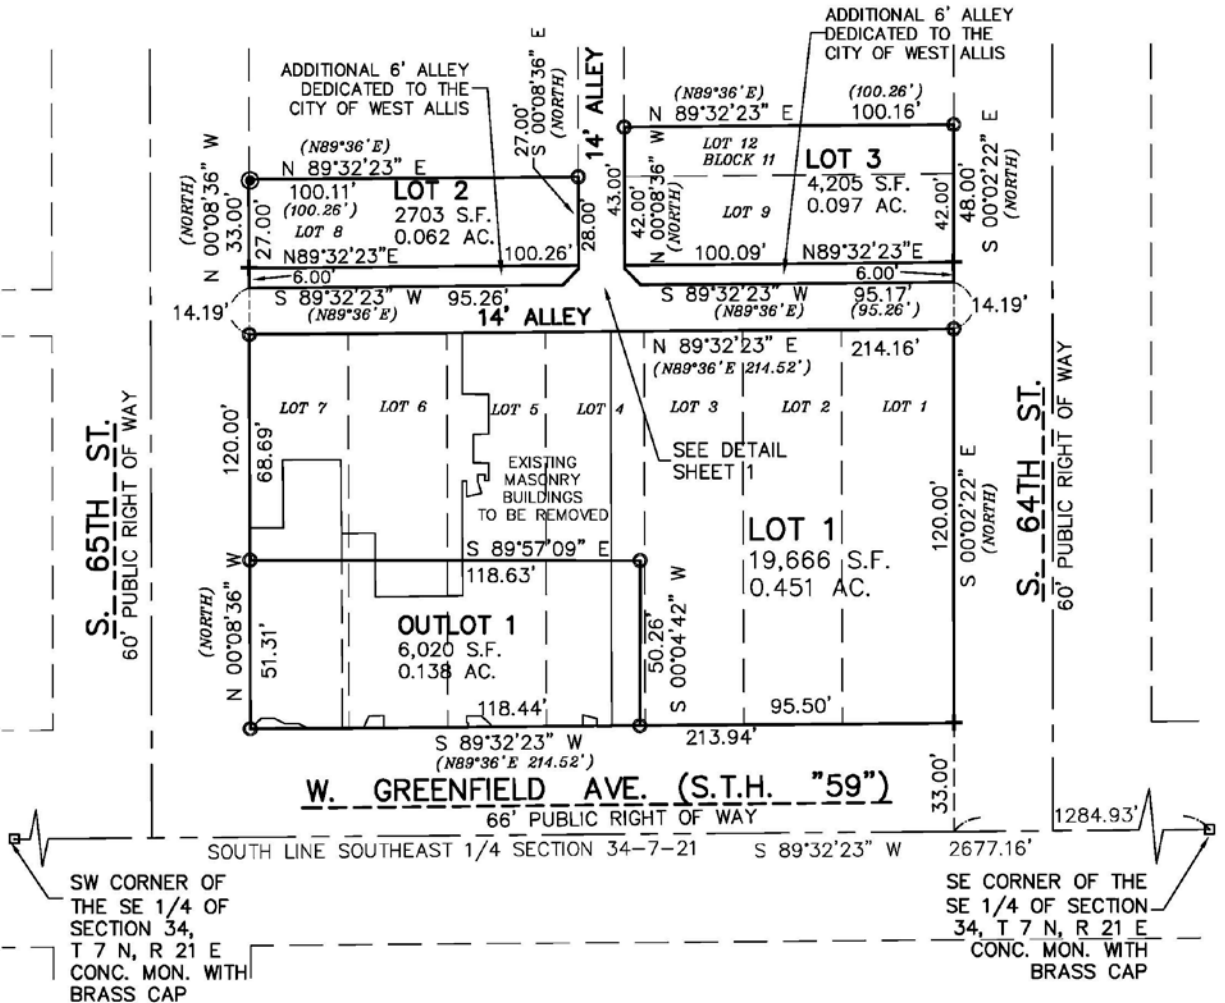 ADDITIONAL 6' ALLEY
DEDICATED TO THE
CITY OF WEST ALLIS
ADDITIONAL 6' ALLEY
DEDICATED TO THE
CITY OF WEST ALLIS
27.00'
S 00°08'36" E
(NORTH)
14' ALLEY
(N89°36'E)
N 89°32'23" E
100.11'
(100.26')
LOT 8
LOT 2
2703 S.F.
0.062 AC.
N89°32'23"E
100.26'
(NORTH)
N 00°08'36" W
33.00'
27.00'
28.00'
6.00'
S 89°32'23" W
95.26'
(N89°36'E)
14.19'
14' ALLEY
(N89°36'E)
(100.26')
N 89°32'23" E
100.16'
LOT 12
BLOCK 11
LOT 3
4,205 S.F.
0.097 AC.
LOT 9
43.00'
42.00'
N 00°08'36" W
(NORTH)
42.00'
48.00'
S 00°02'22" E
(NORTH)
100.09'
N89°32'23"E
6.00'
S 89°32'23" W
95.17'
(N89°36'E)
(95.26')
14.19'
N 89°32'23" E
214.16'
(N89°36'E 214.52')
LOT 7
LOT 6
LOT 5
LOT 4
LOT 3
LOT 2
LOT 1
SEE DETAIL
SHEET 1
EXISTING
MASONRY
BUILDINGS
TO BE REMOVED
120.00'
68.69'
S. 65TH ST.
60' PUBLIC RIGHT OF WAY
S 89°57'09" E
118.63'
LOT 1
19,666 S.F.
0.451 AC.
120.00'
S 00°02'22" E
(NORTH)
S. 64TH ST.
60' PUBLIC RIGHT OF WAY
OUTLOT 1
6,020 S.F.
0.138 AC.
(NORTH)
N 00°08'36" W
51.31'
50.26'
S 00°04'42" W
118.44'
95.50'
S 89°32'23" W
213.94'
(N89°36'E 214.52')
W. GREENFIELD AVE. (S.T.H. "59")
66' PUBLIC RIGHT OF WAY
33.00'
1284.93'
SOUTH LINE SOUTHEAST 1/4 SECTION 34-7-21
S 89°32'23" W
2677.16'
SW CORNER OF
THE SE 1/4 OF
SECTION 34,
T 7 N, R 21 E
CONC. MON. WITH
BRASS CAP
SE CORNER OF THE
SE 1/4 OF SECTION
34, T 7 N, R 21 E
CONC. MON. WITH
BRASS CAP